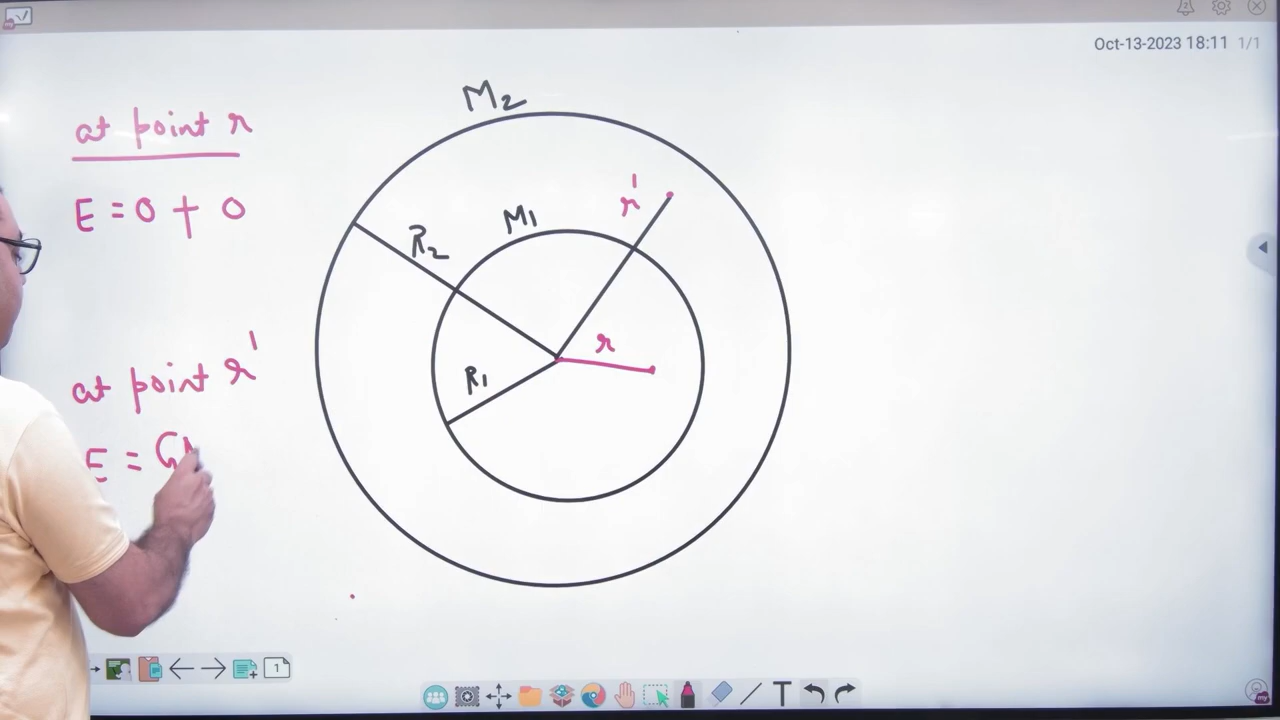 Oct-13-2023 18:11 1/1
M2
at point r
r'
E = 0 + 0
M1
R2
r
at point r'
R1
E = G
1
T